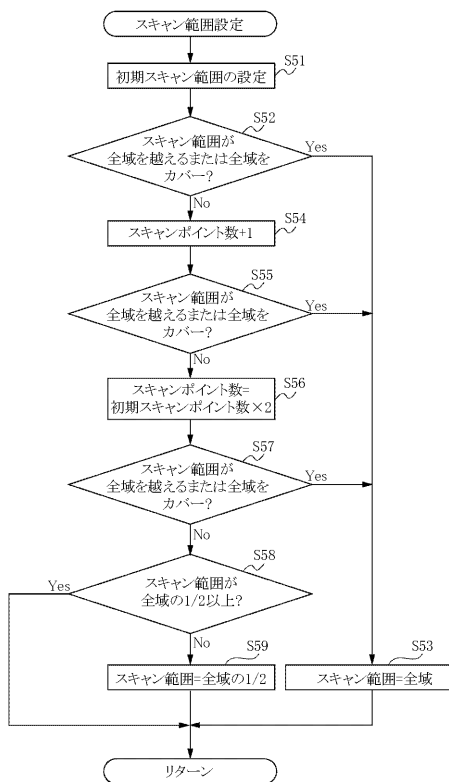 スキャン範囲設定
S51
初期スキャン範囲の設定
S52
スキャン範囲が
全域を越えるまたは全域を
カバー?
Yes
No
S54
スキャンポイント数+1
S55
スキャン範囲が
全域を越えるまたは全域を
カバー?
Yes
No
S56
スキャンポイント数=
初期スキャンポイント数×2
S57
スキャン範囲が
全域を越えるまたは全域を
カバー?
Yes
No
S58
Yes
スキャン範囲が
全域の1/2以上?
No
S59
スキャン範囲=全域の1/2
S53
スキャン範囲=全域
リターン